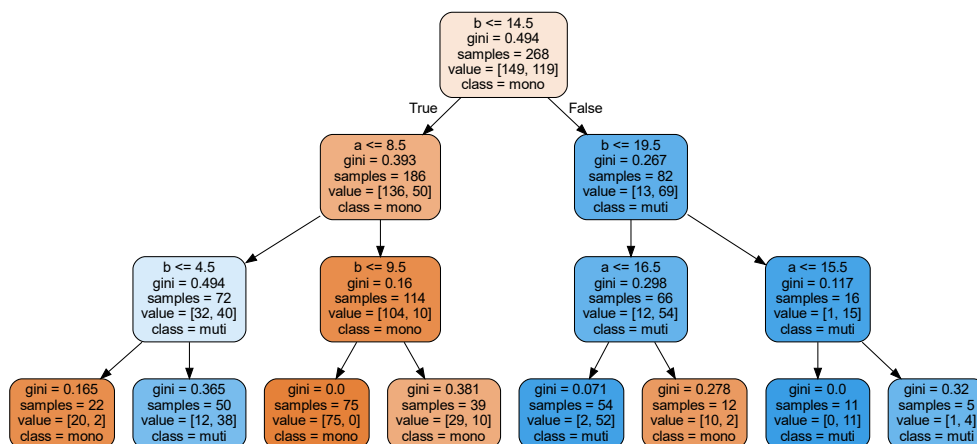 b <= 14.5
gini = 0.494
samples = 268
value = [149, 119]
class = mono
True
False
a <= 8.5
gini = 0.393
samples = 186
value = [136, 50]
class = mono
b <= 19.5
gini = 0.267
samples = 82
value = [13, 69]
class = muti
b <= 4.5
gini = 0.494
samples = 72
value = [32, 40]
class = muti
b <= 9.5
gini = 0.16
samples = 114
value = [104, 10]
class = mono
a <= 16.5
gini = 0.298
samples = 66
value = [12, 54]
class = muti
a <= 15.5
gini = 0.117
samples = 16
value = [1, 15]
class = muti
gini = 0.165
samples = 22
value = [20, 2]
class = mono
gini = 0.365
samples = 50
value = [12, 38]
class = muti
gini = 0.0
samples = 75
value = [75, 0]
class = mono
gini = 0.381
samples = 39
value = [29, 10]
class = mono
gini = 0.071
samples = 54
value = [2, 52]
class = muti
gini = 0.278
samples = 12
value = [10, 2]
class = mono
gini = 0.0
samples = 11
value = [0, 11]
class = muti
gini = 0.32
samples = 5
value = [1, 4]
class = muti